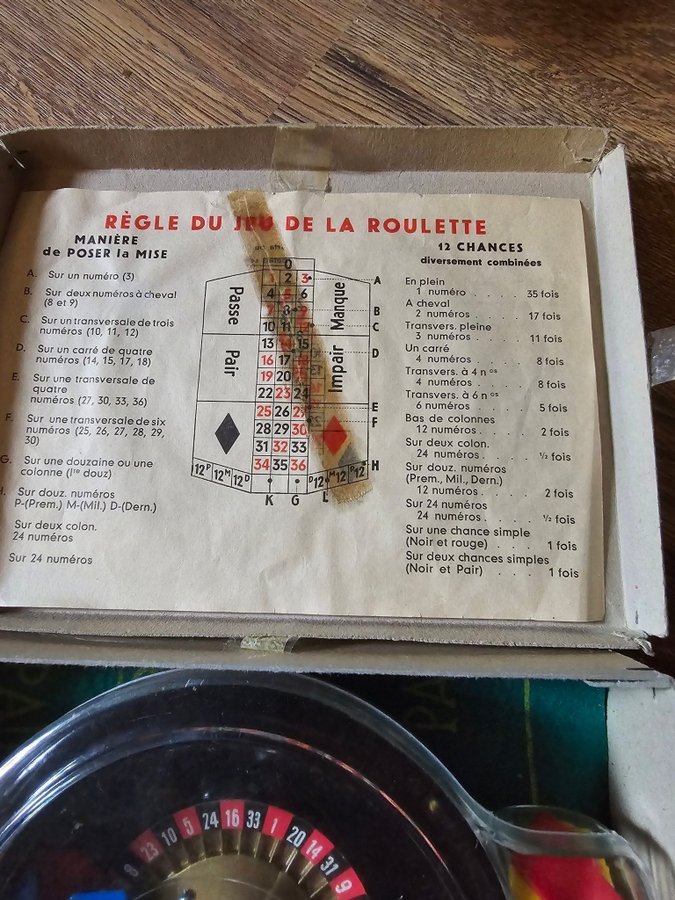 RÈGLE DU JEU DE LA ROULETTE
MANIÈRE
de POSER la MISE
A. Sur un numéro (3)
B. Sur deux numéros à cheval
(8 et 9)
C. Sur un transversale de trois
numéros (10, 11, 12)
D. Sur un carré de quatre
numéros (14, 15, 17, 18)
E. Sur une transversale de
quatre
numéros (27, 30, 33, 36)
F. Sur une transversale de six
numéros (25, 26, 27, 28, 29,
30)
G. Sur une douzaine ou une
colonne (1re douz)
H. Sur douz. numéros
P-(Prem.) M-(Mil.) D-(Dern.)
Sur deux colon.
24 numéros
Sur 24 numéros
0
1 2 3 A
4 5 6
Passe Manque
7 8 9 B
10 11 C
13 14 15
Pair Impair
16 17 D
19 20
22 23 24
25 26 29 E
28 29 30 F
31 32 33
34 35 36 H
12P 12M 12D D12 M12 P12
K G L
12 CHANCES
diversement combinées
En plein
1 numéro . . . . . 35 fois
A cheval
2 numéros . . . . 17 fois
Transvers. pleine
3 numéros . . . . 11 fois
Un carré
4 numéros . . . . 8 fois
Transvers. à 4 nos
4 numéros . . . . 8 fois
Transvers. à 6 nos
6 numéros . . . . 5 fois
Bas de colonnes
12 numéros . . . . 2 fois
Sur deux colon.
24 numéros . . . . 1/2 fois
Sur douz. numéros
(Prem., Mil., Dern.)
12 numéros . . . . 2 fois
Sur 24 numéros
24 numéros . . . . 1/2 fois
Sur une chance simple
(Noir et rouge) . . . 1 fois
Sur deux chances simples
(Noir et Pair) . . . . 1 fois
PA
8 23 10 5 24 16 33 1 20 14 31 9